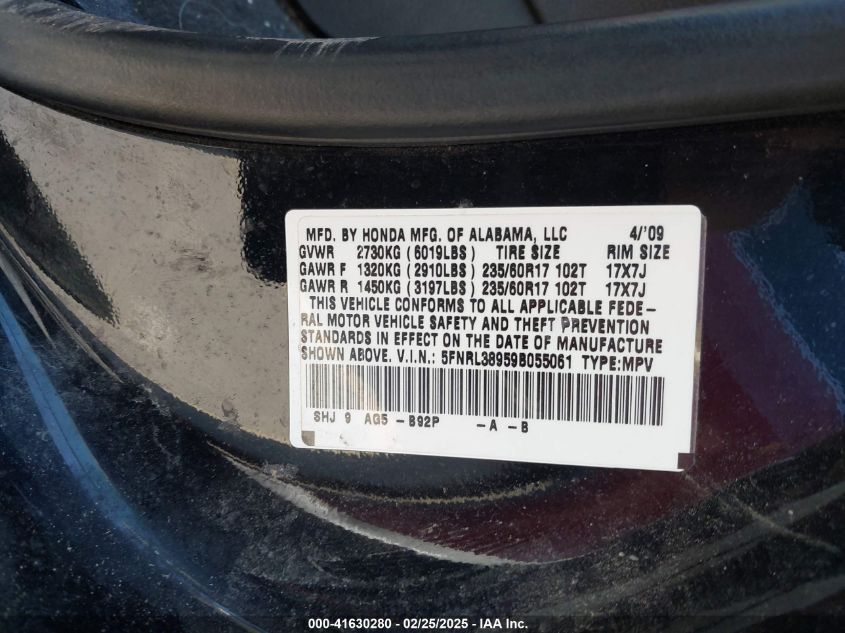 MFD. BY HONDA MFG. OF ALABAMA, LLC 4/'09
GVWR 2730KG (6019LBS) TIRE SIZE RIM SIZE
GAWR F 1320KG (2910LBS) 235/60R17 102T 17X7J
GAWR R 1450KG (3197LBS) 235/60R17 102T 17X7J
THIS VEHICLE CONFORMS TO ALL APPLICABLE FEDE-
RAL MOTOR VEHICLE SAFETY AND THEFT PREVENTION
STANDARDS IN EFFECT ON THE DATE OF MANUFACTURE
SHOWN ABOVE. V.I.N.: 5FNRL38959B055061 TYPE:MPV
SHJ 9 AG5 -B92P -A -B
000-41630280 - 02/25/2025 - © IAA Inc.